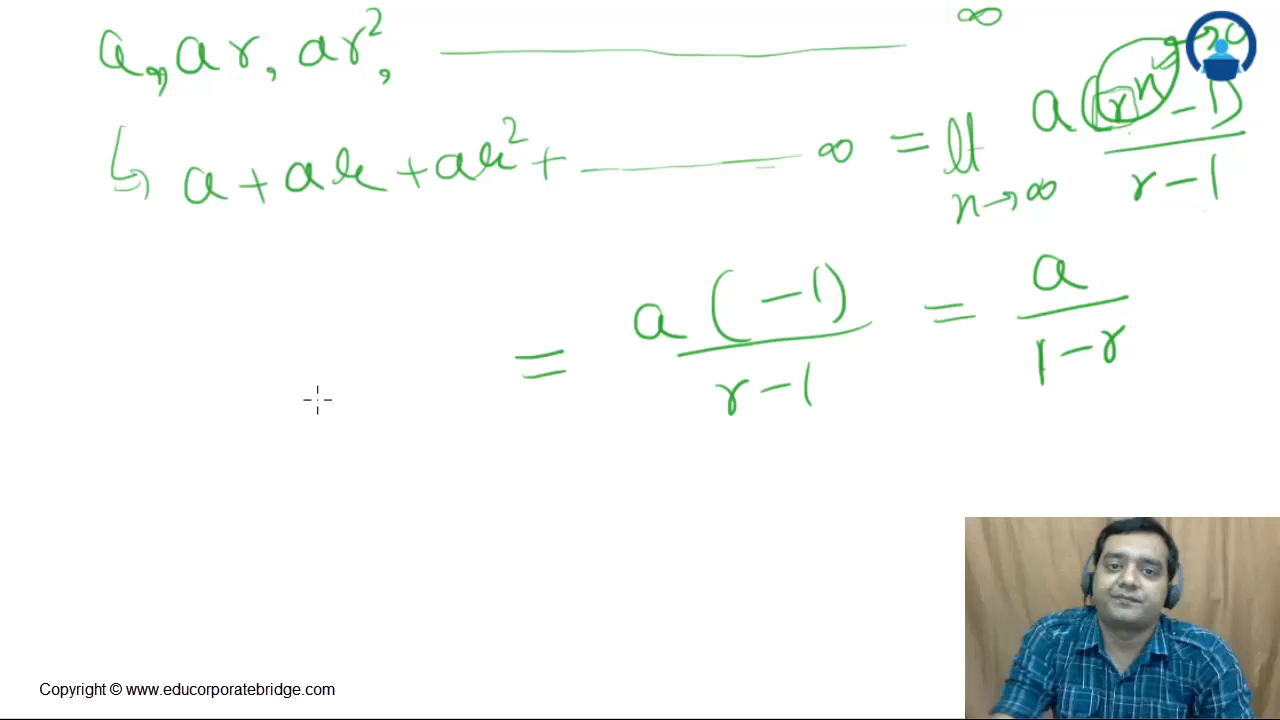 a, ar, ar², ——— ∞
↳ a + ar + ar² + ——— ∞ = lt n→∞ a(rⁿ - 1) / r - 1
= a(-1) / r - 1 = a / 1 - r
Copyright © www.educorporatebridge.com